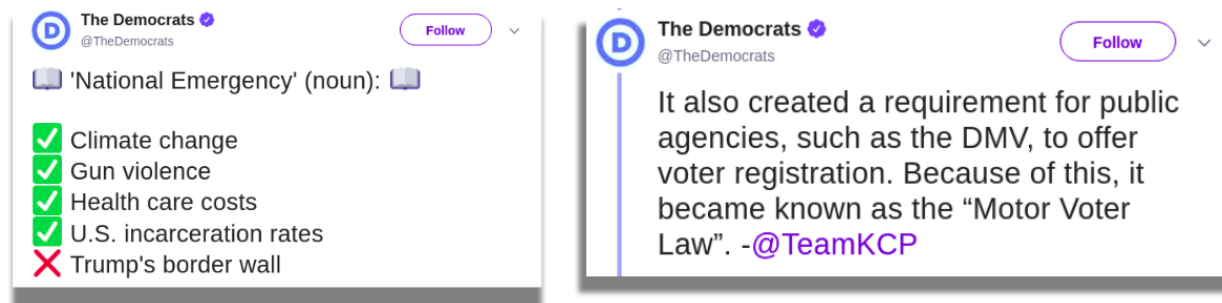 The Democrats
@TheDemocrats
Follow
'National Emergency' (noun):
Climate change
Gun violence
Health care costs
U.S. incarceration rates
Trump's border wall
The Democrats
@TheDemocrats
Follow
It also created a requirement for public
agencies, such as the DMV, to offer
voter registration. Because of this, it
became known as the “Motor Voter
Law”. -@TeamKCP